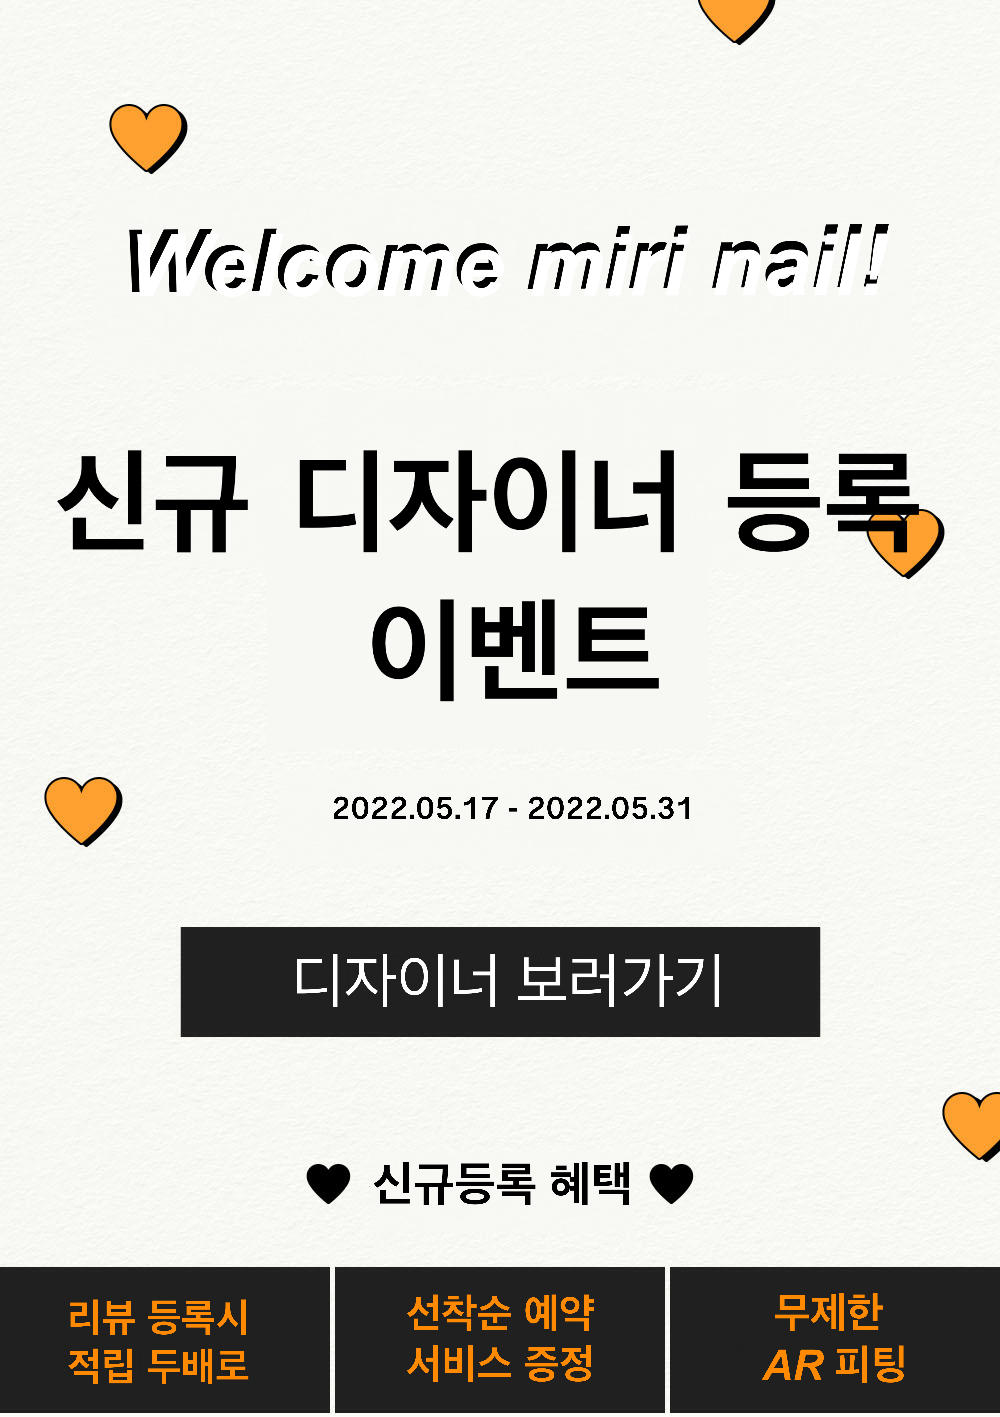 Welcome miri nail!
신규 디자이너 등록
이벤트
2022.05.17 - 2022.05.31
디자이너 보러가기
신규등록 혜택
리뷰 등록시
적립 두배로
선착순 예약
서비스 증정
무제한
AR 피팅